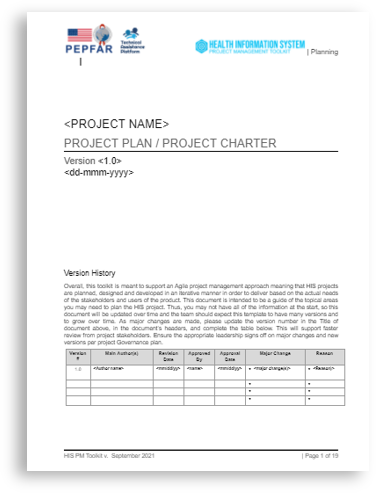 PEPFAR
Technical
Assistance
Platform
HEALTH INFORMATION SYSTEM
PROJECT MANAGEMENT TOOLKIT
| Planning
<PROJECT NAME>
PROJECT PLAN / PROJECT CHARTER
Version <1.0>
<dd-mmm-yyyy>
Version History
Overall, this toolkit is meant to support an Agile project management approach meaning that HIS projects
are planned, designed and developed in an iterative manner in order to deliver based on the actual needs
of the stakeholders and users of the product. This document is intended to be a guide of the topical areas
you may need to plan the HIS project. Thus, you may not have all of the information at the start, so this
document will be updated over time and the team should expect this template to have many versions and
to grow over time. As major changes are made, please update the version number in the Title of
document above, in the document's headers, and complete the table below. This will support faster
review from project stakeholders. Ensure the appropriate leadership signs off on major changes and new
versions per project Governance plan.
Version # Main Author(s) Revision Date Approved By Approval Date Major Change Reason
1.0 <Author name> <mm/dd/yy> <name> <mm/dd/yy> • <major change(s)> • <Reason/s>
HIS PM Toolkit v. September 2021 | Page 1 of 19